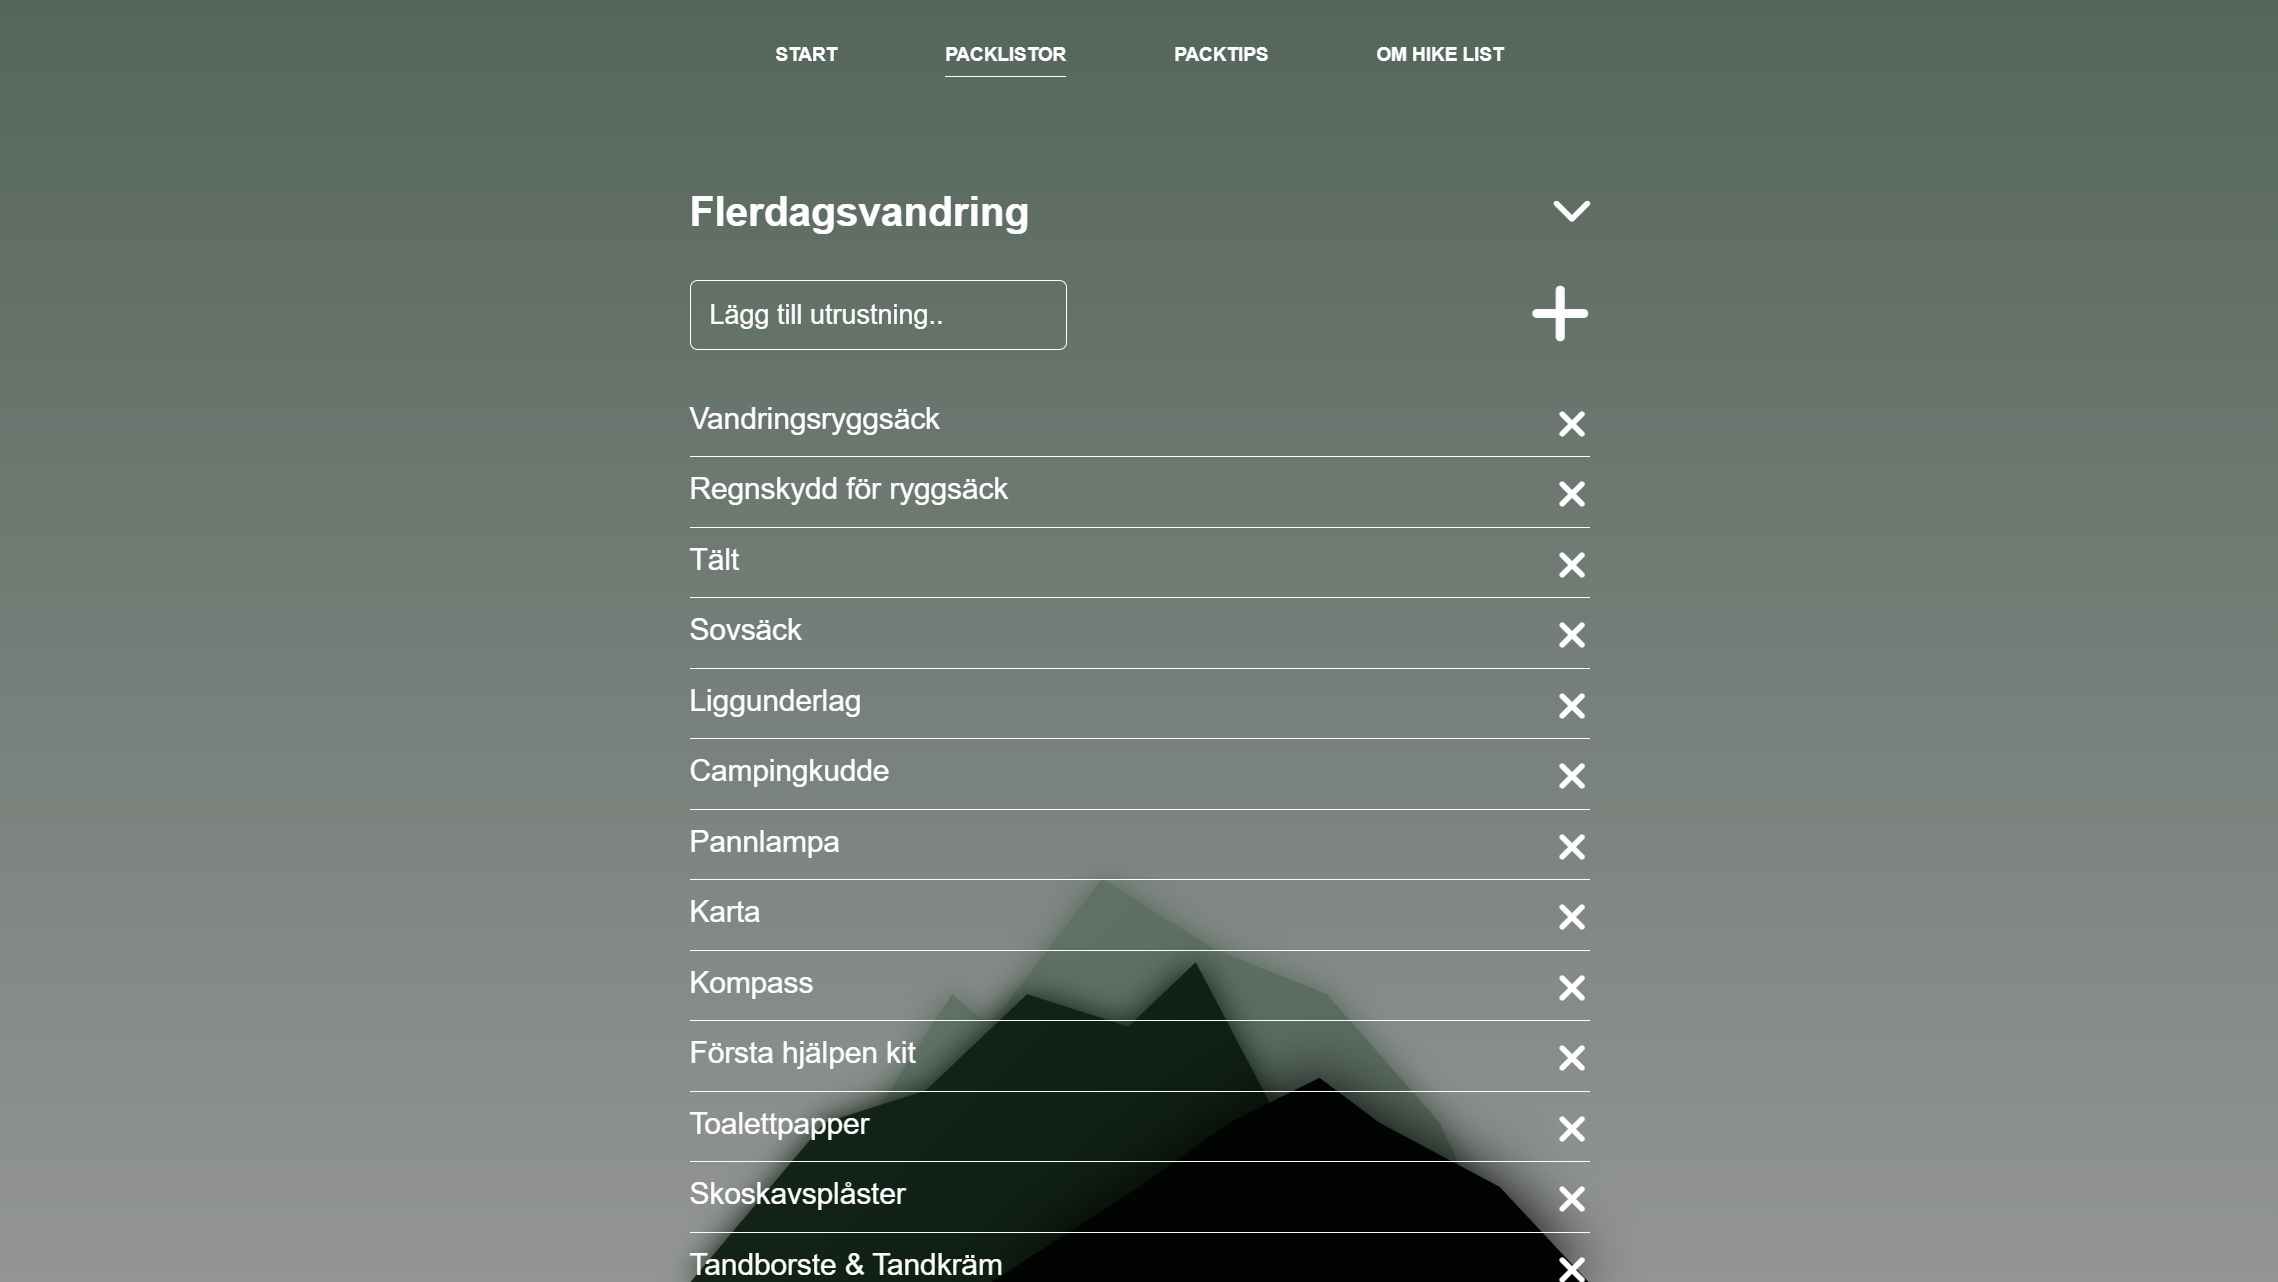 START PACKLISTOR PACKTIPS OM HIKE LIST
Flerdagsvandring
Lägg till utrustning..
Vandringsryggsäck
Regnskydd för ryggsäck
Tält
Sovsäck
Liggunderlag
Campingkudde
Pannlampa
Karta
Kompass
Första hjälpen kit
Toalettpapper
Skoskavsplåster
Tandborste & Tandkräm